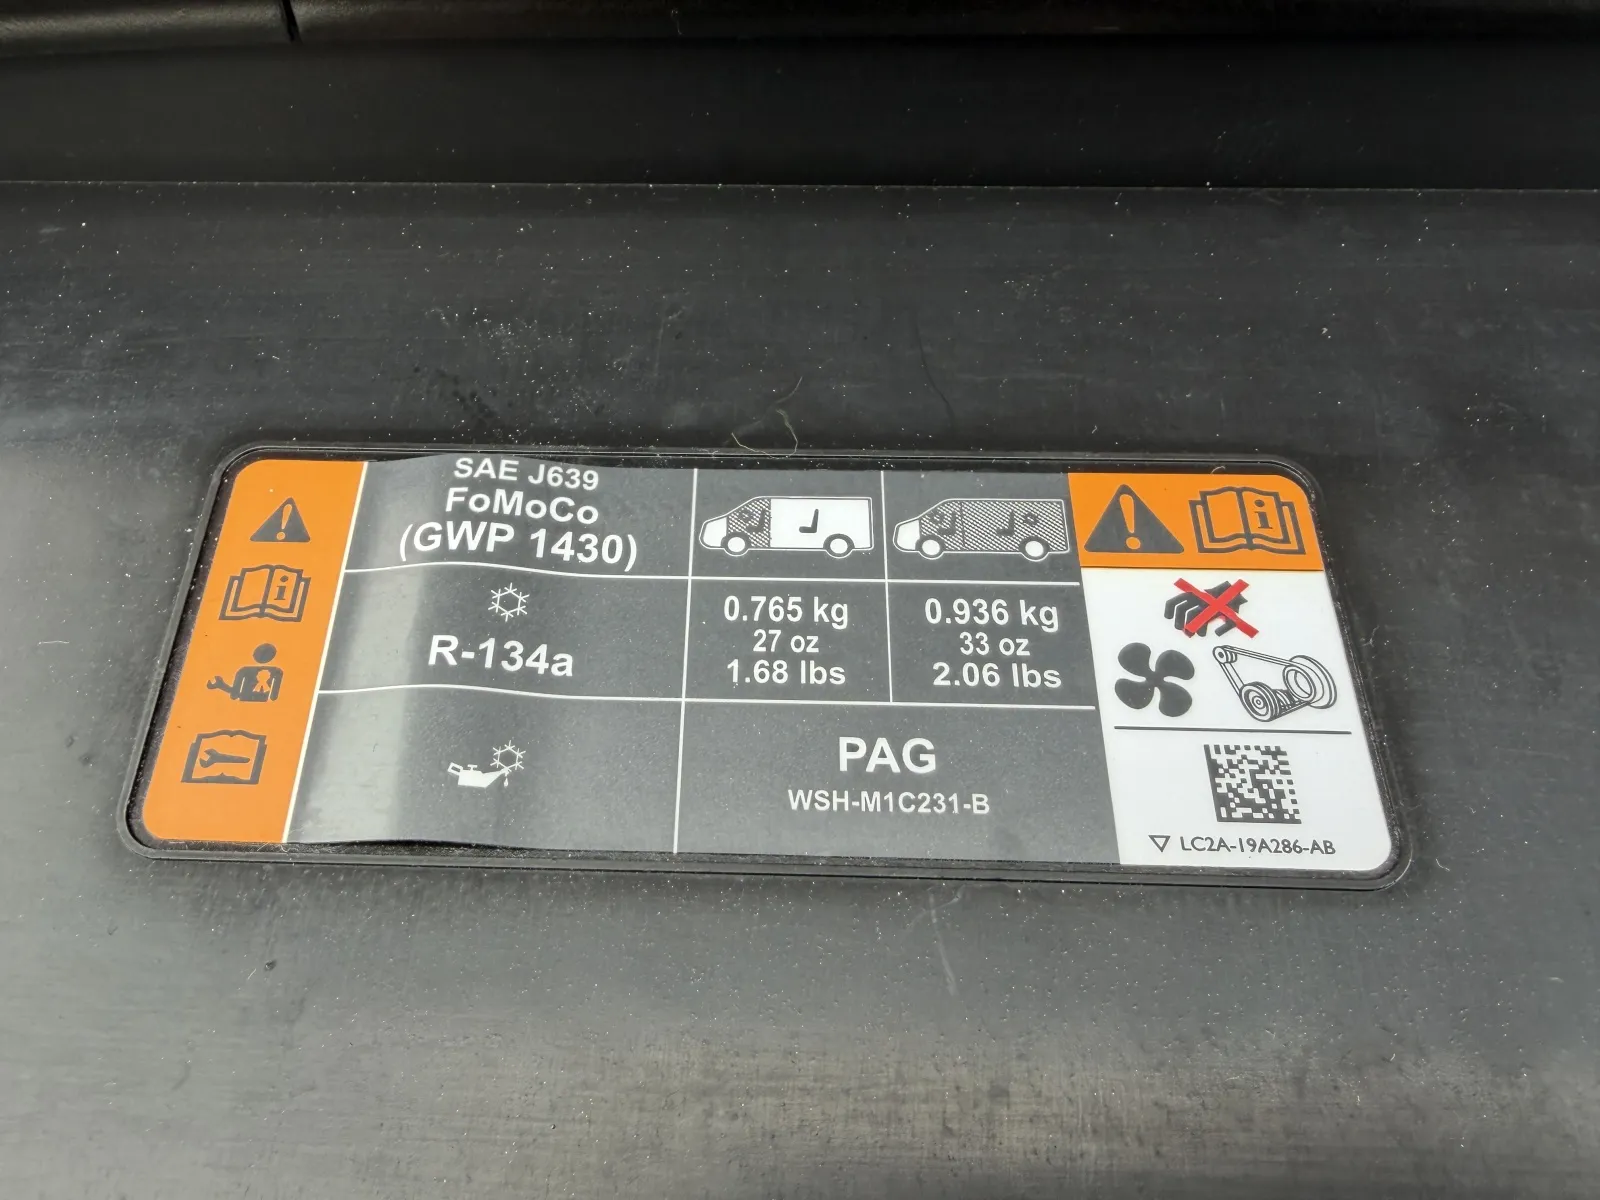 SAE J639
FoMoCo
(GWP 1430)
R-134a
0.765 kg
27 oz
1.68 lbs
0.936 kg
33 oz
2.06 lbs
PAG
WSH-M1C231-B
LC2A-19A286-AB